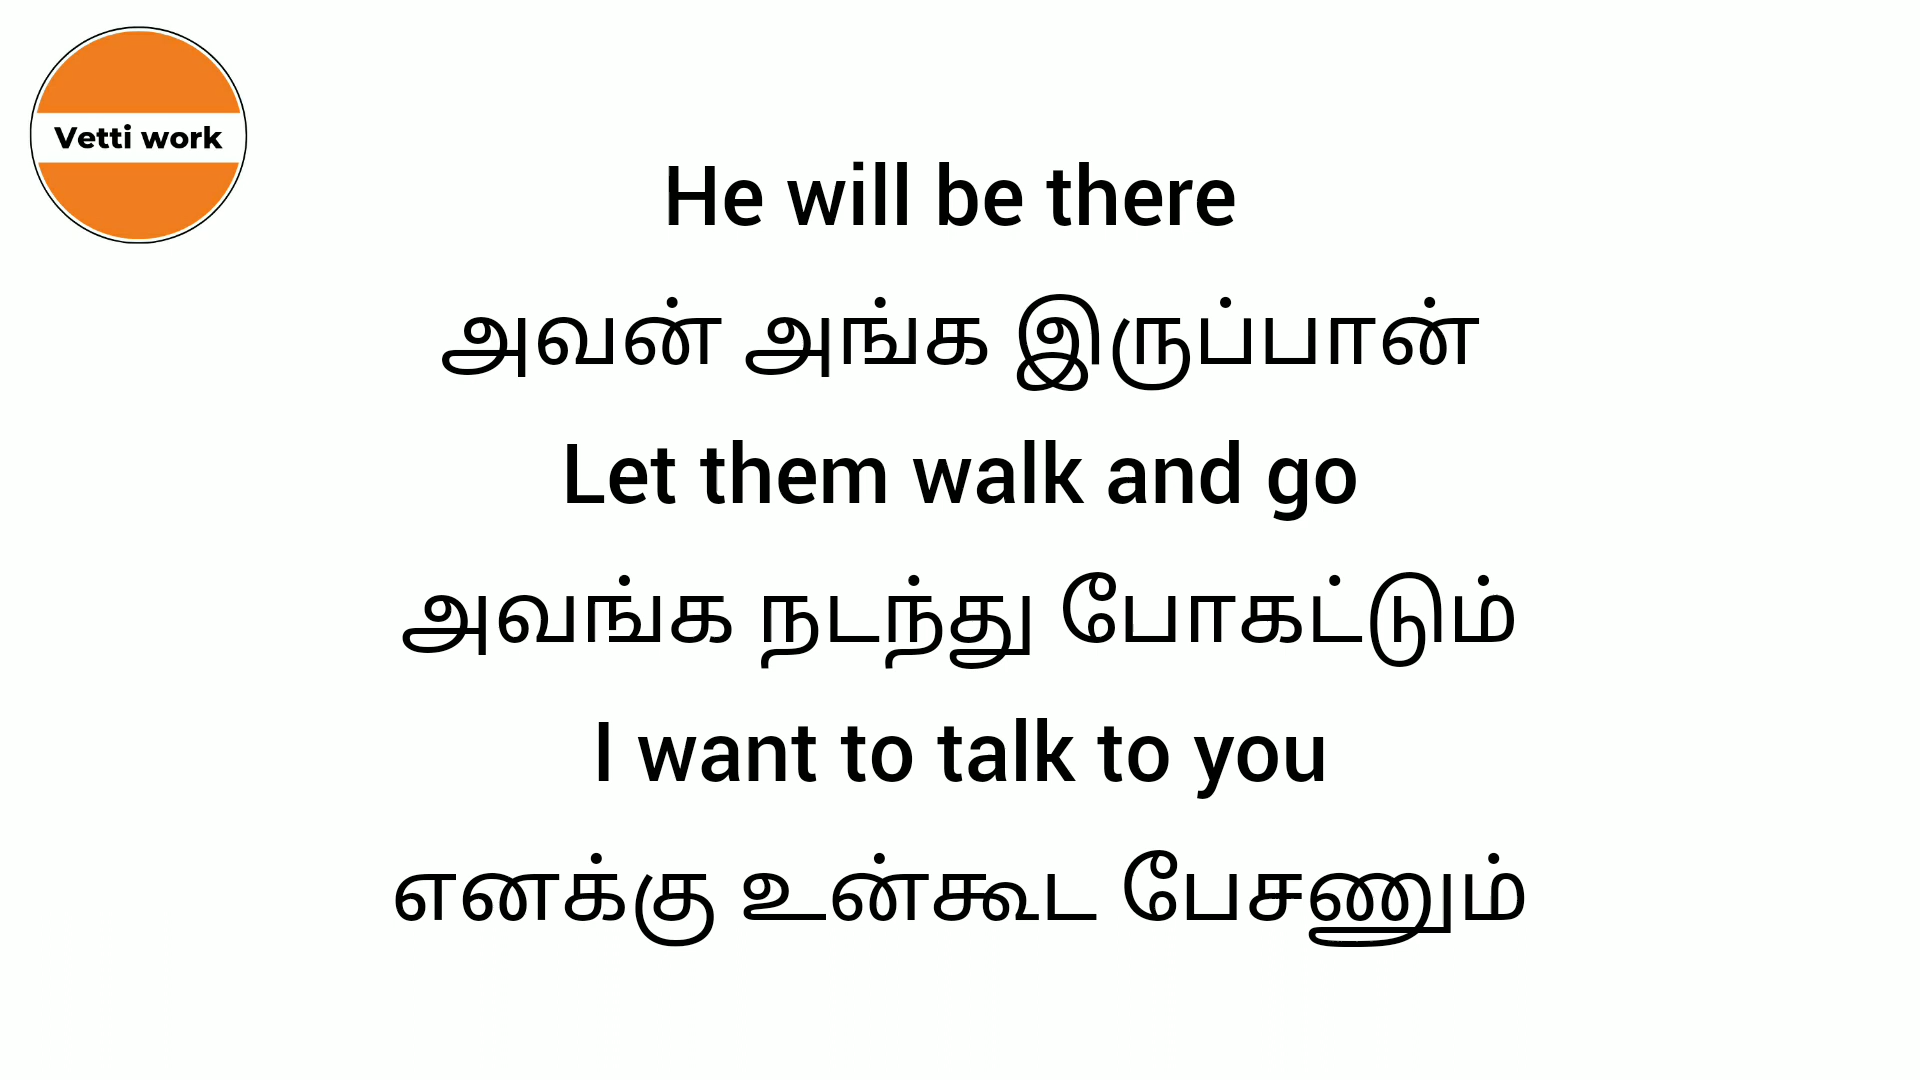 Vetti work
He will be there
அவன் அங்க இருப்பான்
Let them walk and go
அவங்க நடந்து போகட்டும்
I want to talk to you
எனக்கு உன்கூட பேசணும்